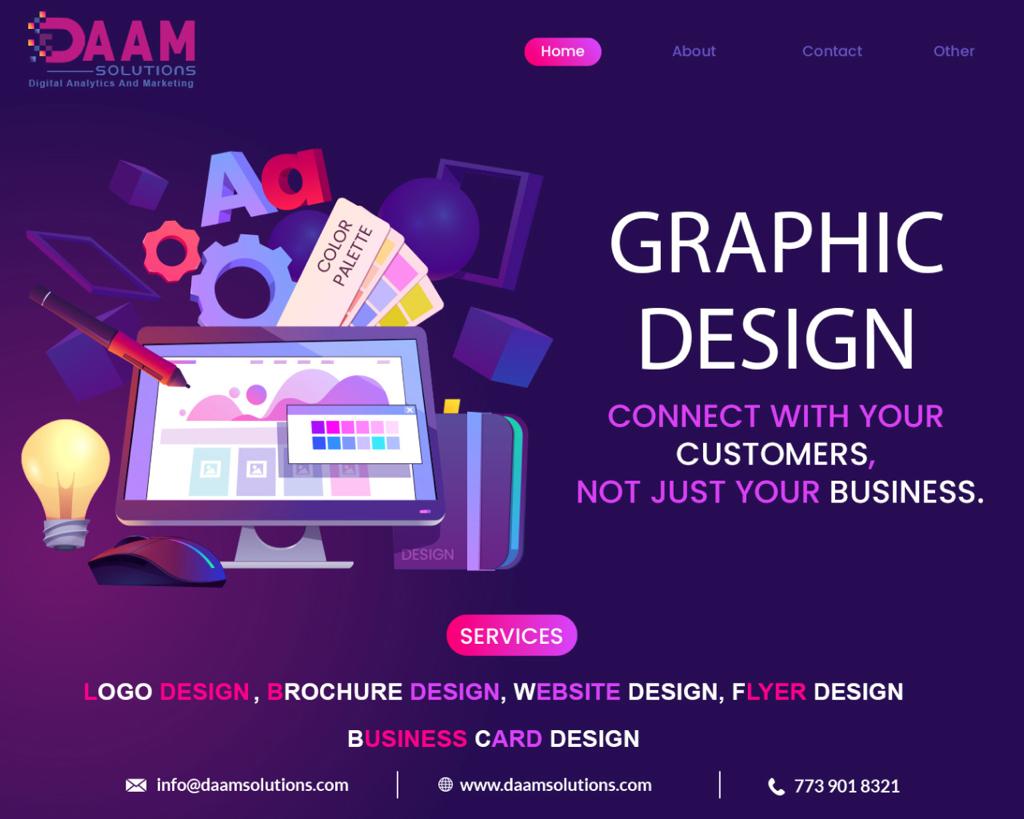 DAAM
SOLUTIONS
Digital Analytics And Marketing
Home About Contact Other
Aa
COLOR
PALETTE
DESIGN
GRAPHIC
DESIGN
CONNECT WITH YOUR
CUSTOMERS,
NOT JUST YOUR BUSINESS.
SERVICES
LOGO DESIGN, BROCHURE DESIGN, WEBSITE DESIGN, FLYER DESIGN
BUSINESS CARD DESIGN
info@daamsolutions.com | www.daamsolutions.com | 773 901 8321